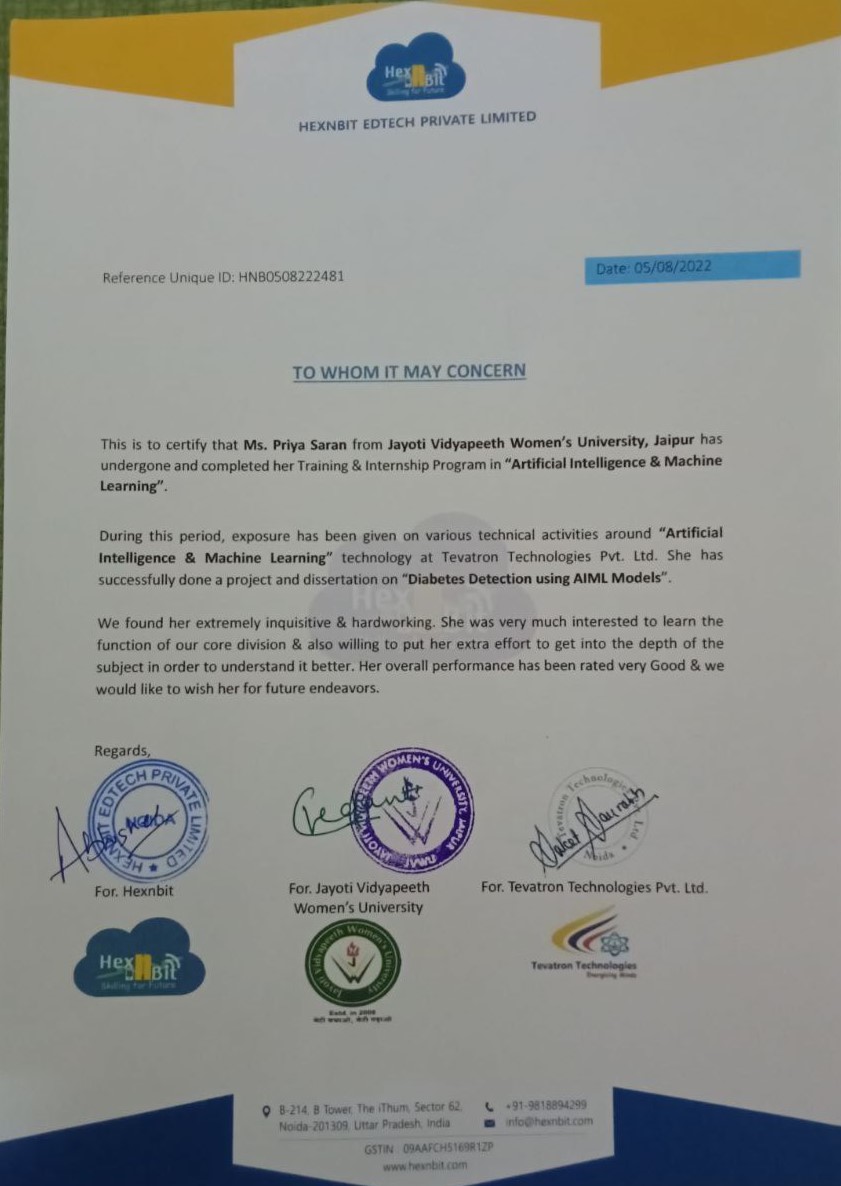 Hex N Bit
Skilling for Future
HEXNBIT EDTECH PRIVATE LIMITED
Reference Unique ID: HNB0508222481
Date: 05/08/2022
TO WHOM IT MAY CONCERN
This is to certify that Ms. Priya Saran from Jayoti Vidyapeeth Women's University, Jaipur has
undergone and completed her Training & Internship Program in "Artificial Intelligence & Machine
Learning".
During this period, exposure has been given on various technical activities around "Artificial
Intelligence & Machine Learning" technology at Tevatron Technologies Pvt. Ltd. She has
successfully done a project and dissertation on "Diabetes Detection using AIML Models".
We found her extremely inquisitive & hardworking. She was very much interested to learn the
function of our core division & also willing to put her extra effort to get into the depth of the
subject in order to understand it better. Her overall performance has been rated very Good & we
would like to wish her for future endeavors.
Regards,
HEXNBIT EDTECH PRIVATE LIMITED
NOIDA
JAYOTI VIDYAPEETH WOMEN'S UNIVERSITY, JAIPUR
Tevatron Technologies Ltd
Noida
For. Hexnbit
For. Jayoti Vidyapeeth
Women's University
For. Tevatron Technologies Pvt. Ltd.
Hex N Bit
Skilling for Future
Jayoti Vidyapeeth Women's University
Estd. in 2008
Tevatron Technologies
Energising Minds
B-214, B Tower, The iThum, Sector 62,
Noida-201309, Uttar Pradesh, India
+91-9818894299
info@hexnbit.com
GSTIN : 09AAFCH5169R1ZP
www.hexnbit.com